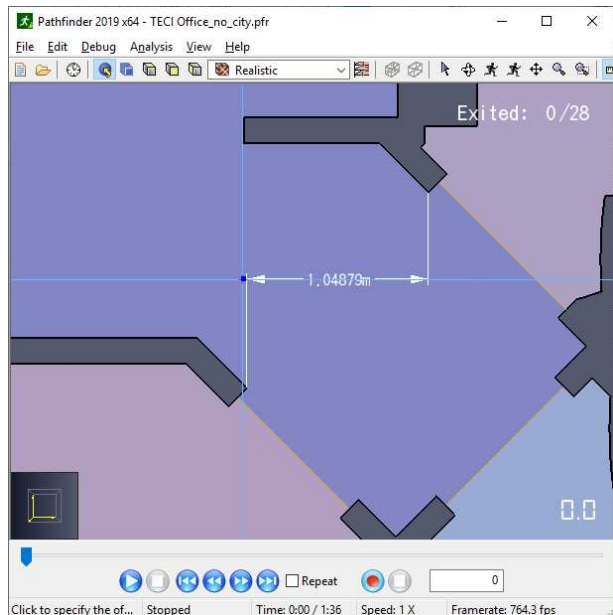 Pathfinder 2019 x64 - TECI Office_no_city.pfr
File Edit Debug Analysis View Help
Realistic
Exited: 0/28
1.04879m
0.0
Repeat
0
Click to specify the of... Stopped Time: 0:00 / 1:36 Speed: 1 X Framerate: 764.3 fps